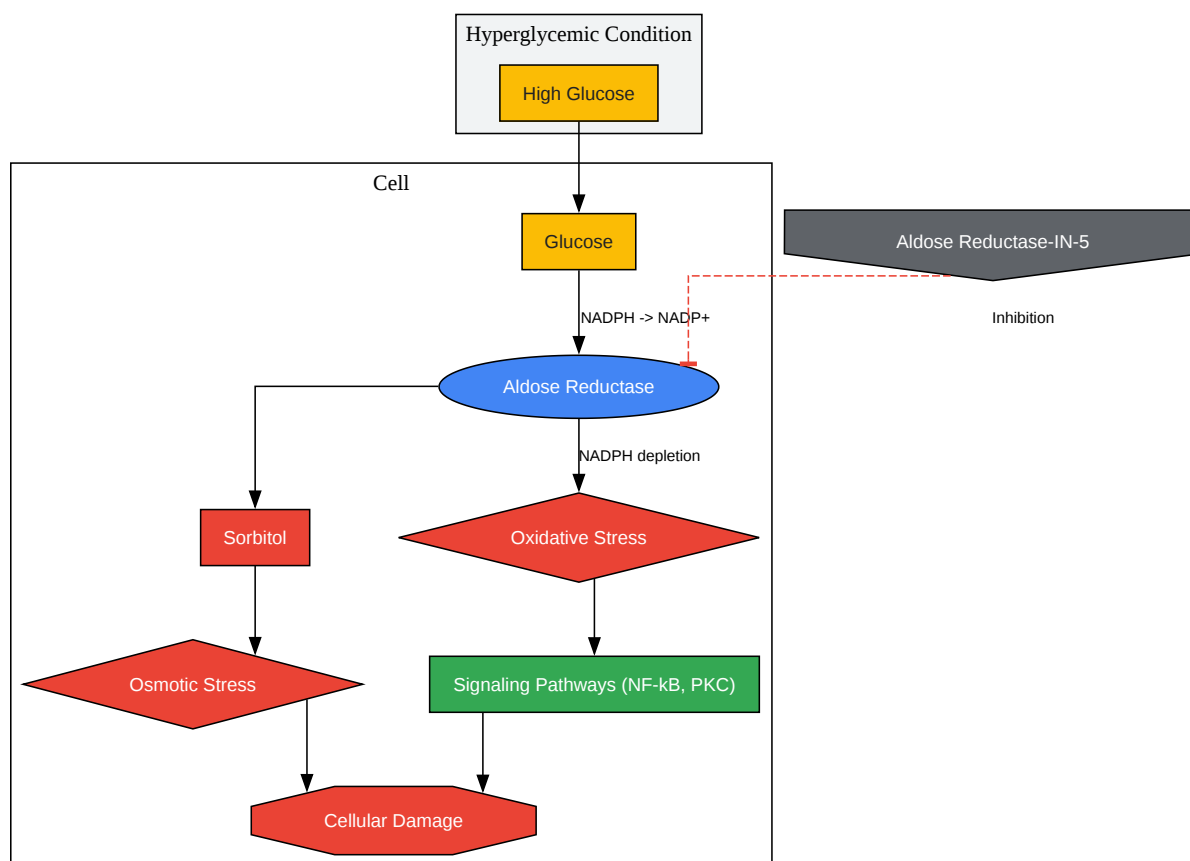 Hyperglycemic Condition
High Glucose
Cell
Glucose
Aldose Reductase-IN-5
NADPH -> NADP+
Inhibition
Aldose Reductase
NADPH depletion
Sorbitol
Oxidative Stress
Osmotic Stress
Signaling Pathways (NF-kB, PKC)
Cellular Damage